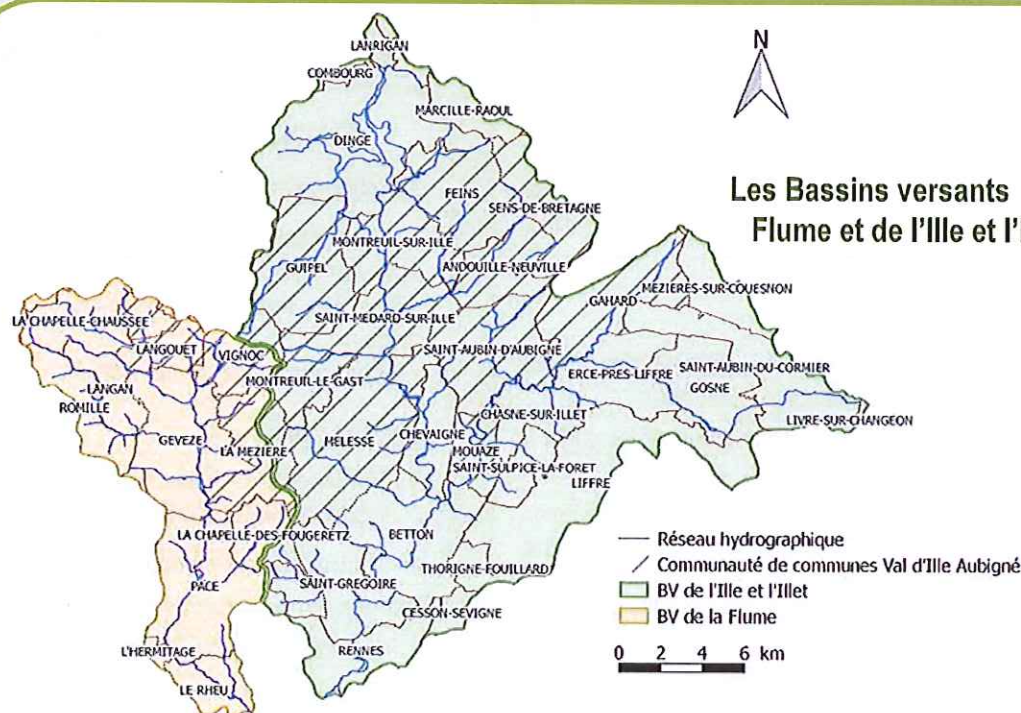 N
Les Bassins versants
Flume et de l'Ille et l'I
LANRIGAN
COMBOURG
MARCILLE-RAOUL
DINGE
FEINS
SENS-DE-BRETAGNE
MONTREUIL-SUR-ILLE
GUIPEL
ANDOUILLE-NEUVILLE
MEZIERES-SUR-COUESNON
GAHARD
LA CHAPELLE-CHAUSSEE
SAINT-MEDARD-SUR-ILLE
LANGOUET
VIGNOC
SAINT-AUBIN-D'AUBIGNE
ERCE-PRES-LIFFRE
SAINT-AUBIN-DU-CORMIER
LANGAN
MONTREUIL-LE-GAST
GOSNE
ROMILLE
CHASNE-SUR-ILLET
LIVRE-SUR-CHANGEON
GEVEZE
MELESSE
CHEVAIGNE
LA MEZIERE
MOUAZE
SAINT-SULPICE-LA-FORET
LIFFRE
LA CHAPELLE-DES-FOUGERETZ
BETTON
THORIGNE-FOUILLARD
PACE
SAINT-GREGOIRE
CESSON-SEVIGNE
L'HERMITAGE
RENNES
LE RHEU
Réseau hydrographique
Communauté de communes Val d'Ille Aubigné
BV de l'Ille et l'Illet
BV de la Flume
0 2 4 6 km